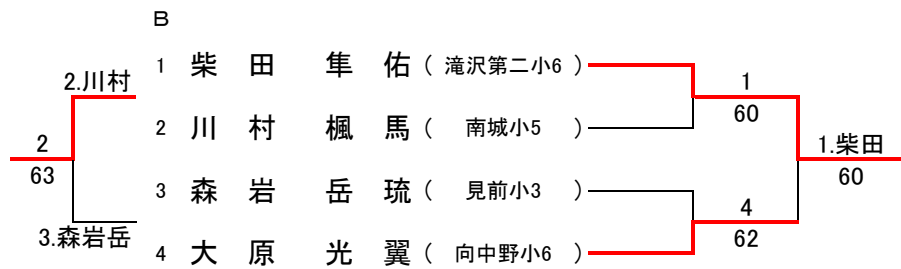 B
1 柴 田 隼 佑 ( 滝沢第二小6 )
2 川 村 楓 馬 ( 南城小5 )
3 森 岩 岳 琉 ( 見前小3 )
4 大 原 光 翼 ( 向中野小6 )
2.川村
2
63
3.森岩岳
1
60
4
62
1.柴田
60